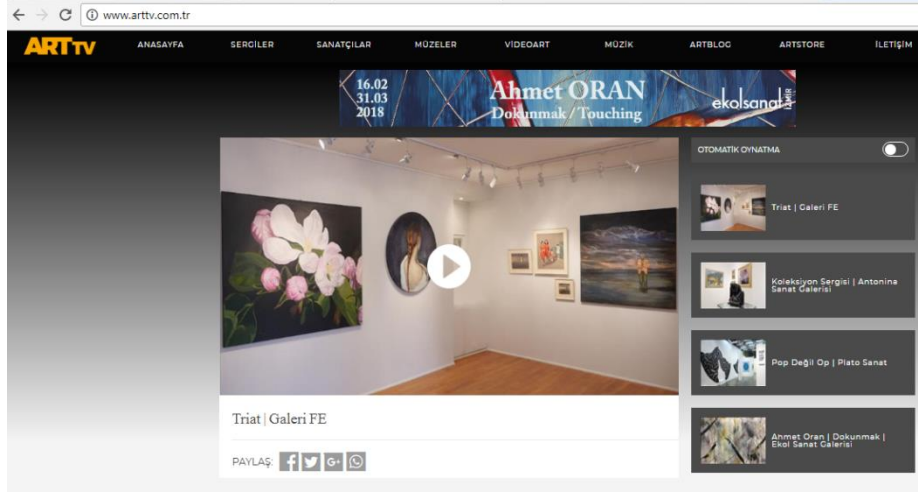 www.arttv.com.tr
ARTTV
ANASAYFA
SERGİLER
SANATÇILAR
MÜZELER
VİDEOART
MÜZİK
ARTBLOG
ARTSTORE
İLETİŞİM
16.02
31.03
2018
Ahmet ORAN
Dokunmak / Touching
ekolsanat
İZMİR
OTOMATİK OYNATMA
Triat | Galeri FE
Koleksiyon Sergisi | Antonina
Sanat Galerisi
Pop Değil Op | Plato Sanat
Ahmet Oran | Dokunmak |
Ekol Sanat Galerisi
Triat | Galeri FE
PAYLAŞ:
f
G+